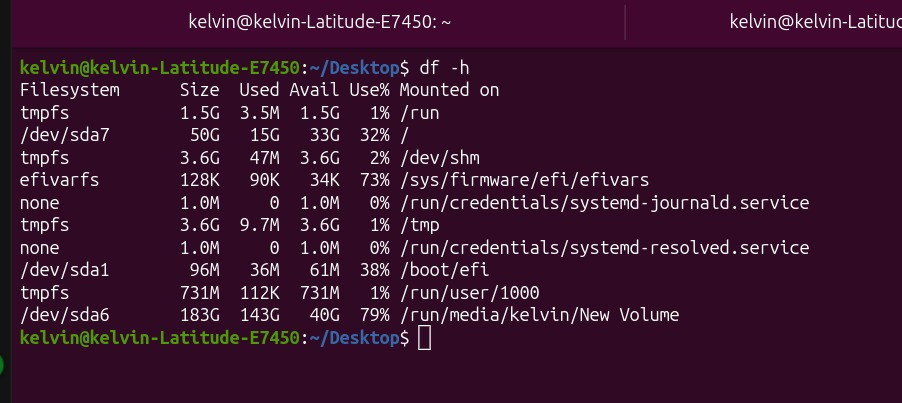 kelvin@kelvin-Latitude-E7450: ~ kelvin@kelvin-Latitud
kelvin@kelvin-Latitude-E7450:~/Desktop$ df -h
Filesystem Size Used Avail Use% Mounted on
tmpfs 1.5G 3.5M 1.5G 1% /run
/dev/sda7 50G 15G 33G 32% /
tmpfs 3.6G 47M 3.6G 2% /dev/shm
efivarfs 128K 90K 34K 73% /sys/firmware/efi/efivars
none 1.0M 0 1.0M 0% /run/credentials/systemd-journald.service
tmpfs 3.6G 9.7M 3.6G 1% /tmp
none 1.0M 0 1.0M 0% /run/credentials/systemd-resolved.service
/dev/sda1 96M 36M 61M 38% /boot/efi
tmpfs 731M 112K 731M 1% /run/user/1000
/dev/sda6 183G 143G 40G 79% /run/media/kelvin/New Volume
kelvin@kelvin-Latitude-E7450:~/Desktop$